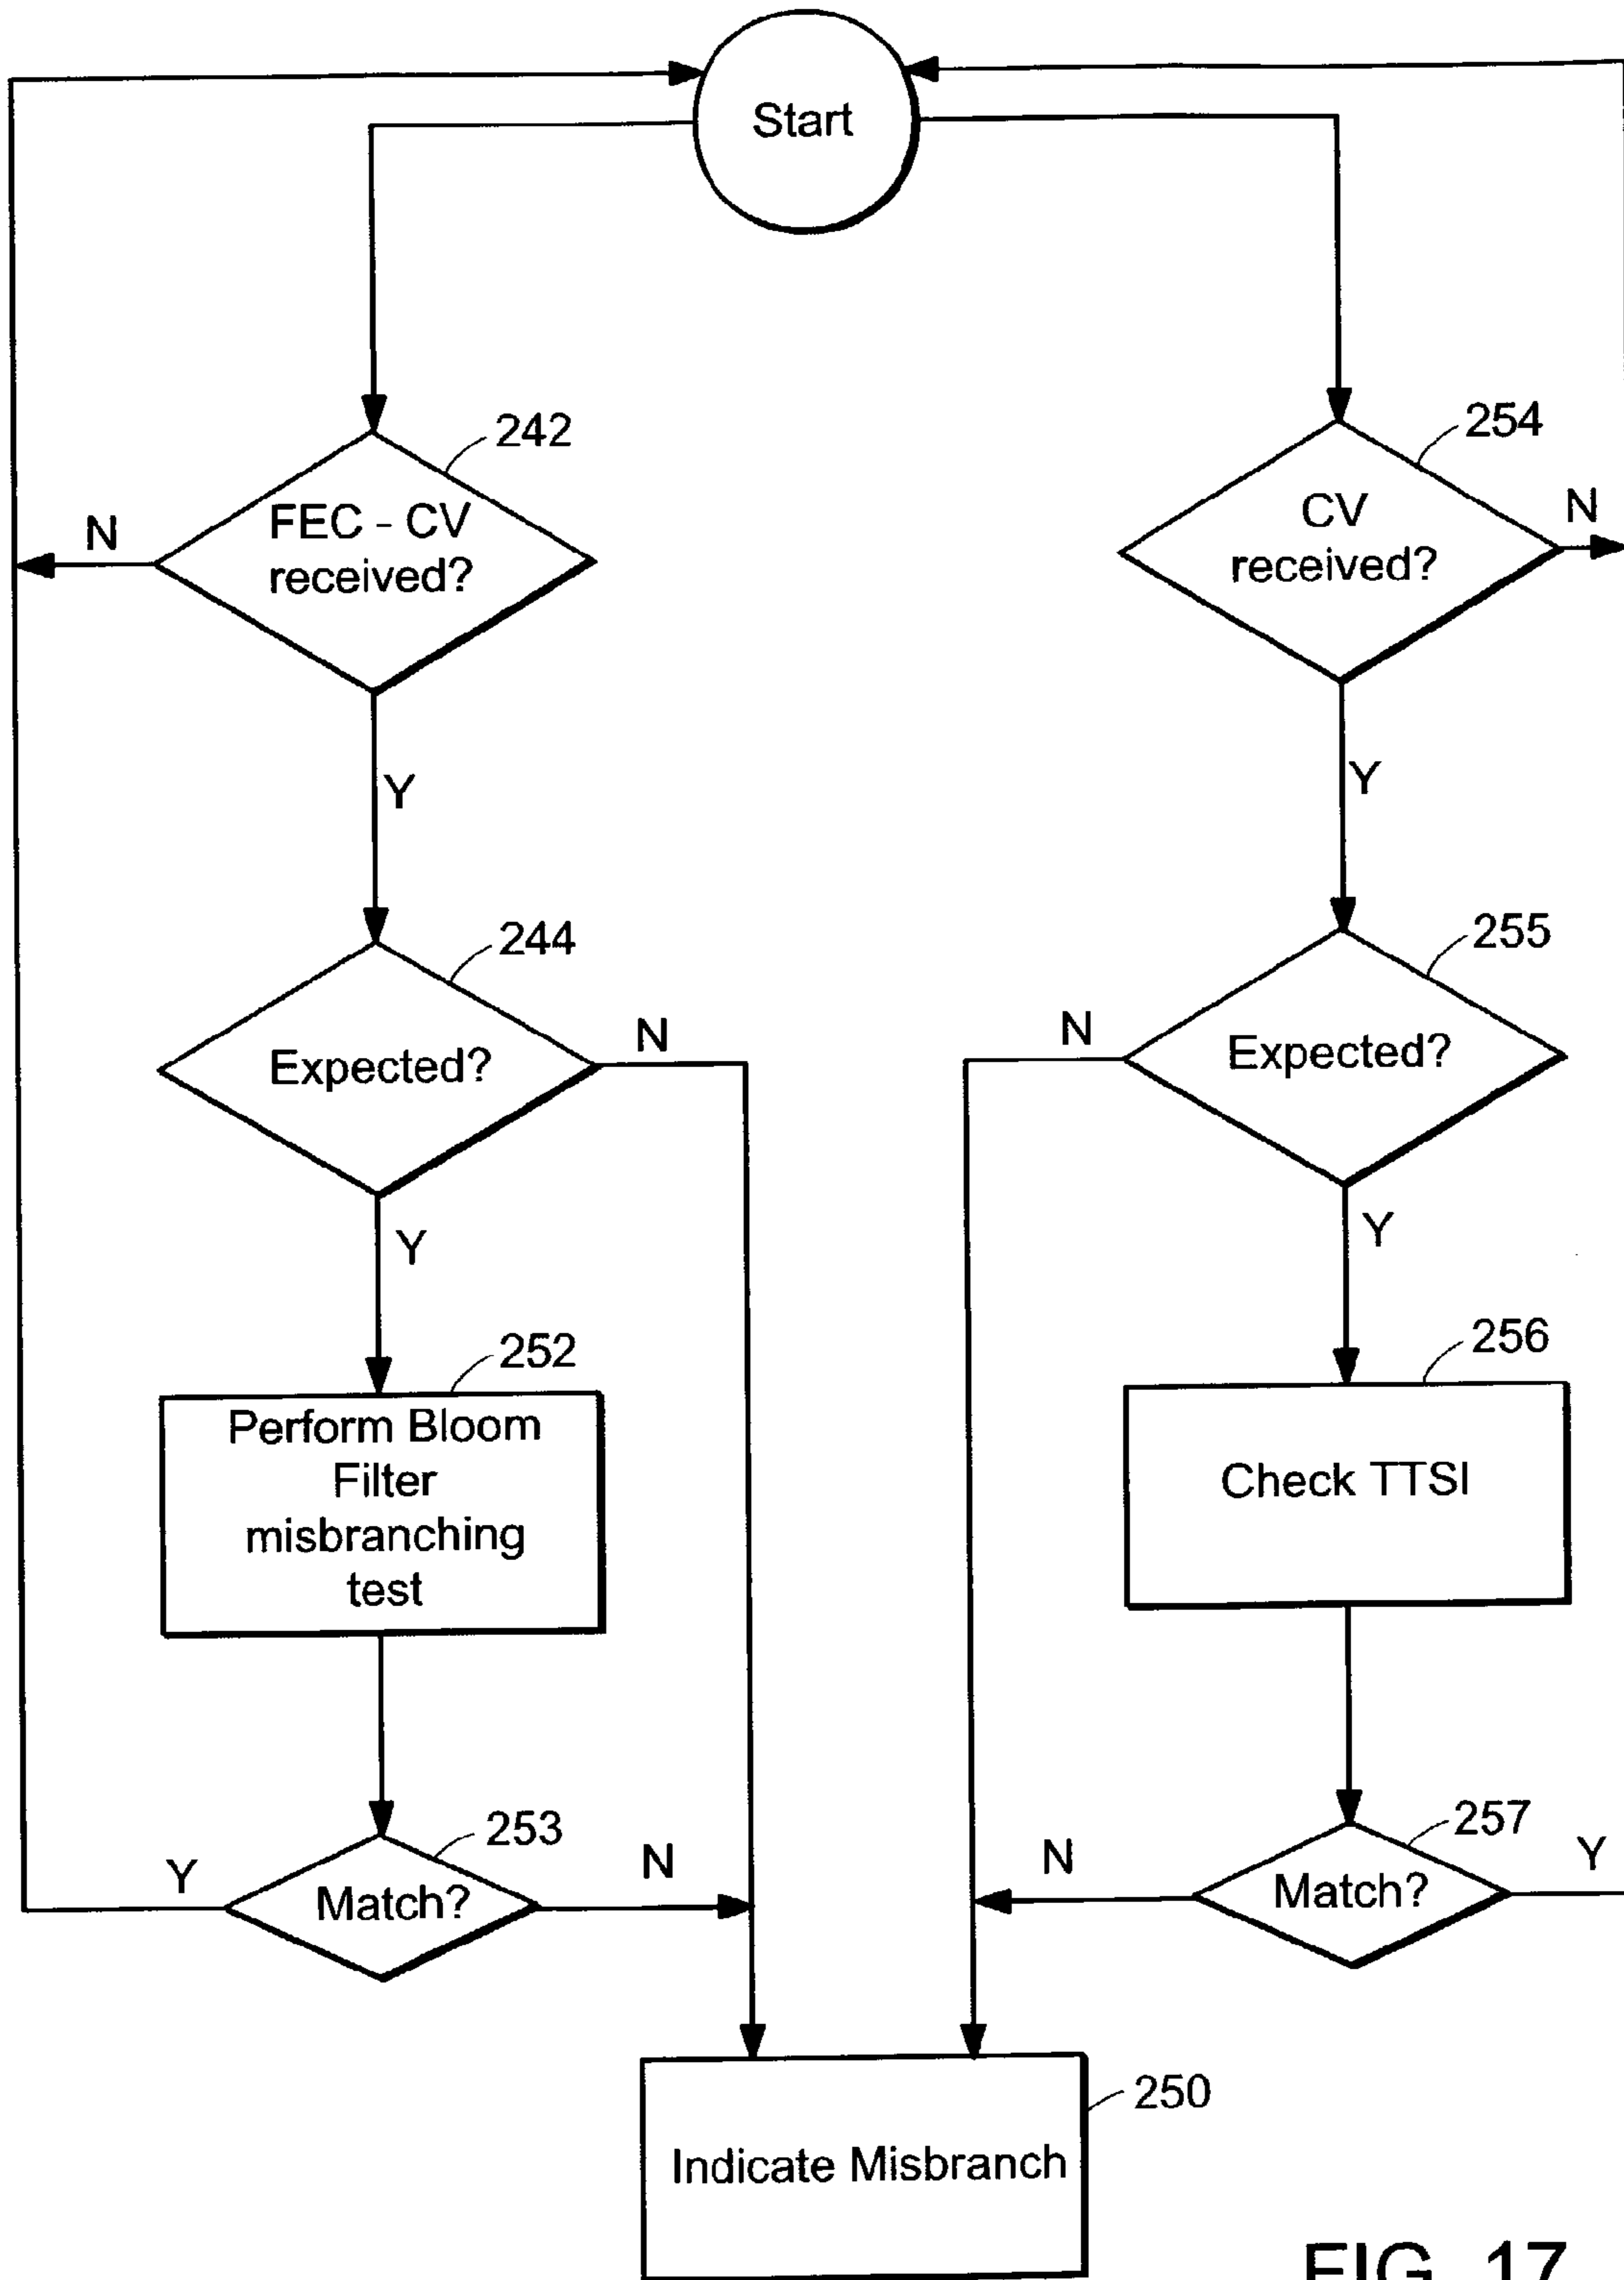 Start
242
FEC - CV
received?
N
Y
254
CV
received?
N
Y
244
Expected?
N
Y
255
Expected?
N
Y
252
Perform Bloom
Filter
misbranching
test
256
Check TTSI
253
Match?
Y
N
257
Match?
N
Y
250
Indicate Misbranch
FIG. 17